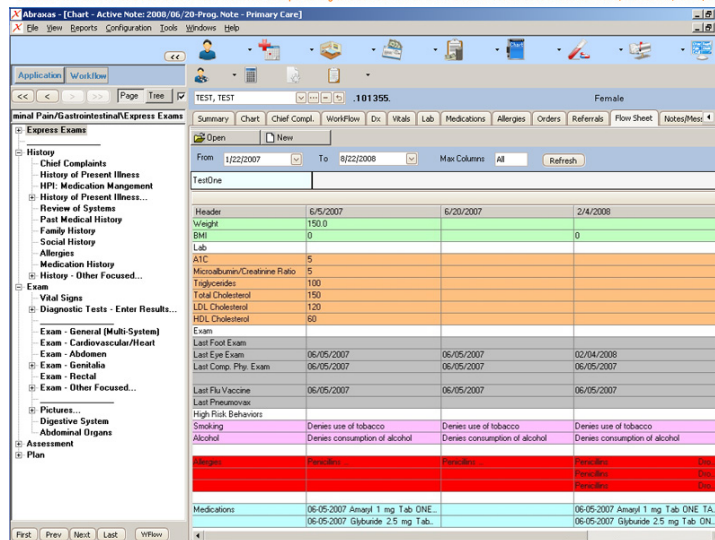 Abraxas - [Chart - Active Note: 2008/06/20-Prog. Note - Primary Care]
File View Reports Configuration Tools Windows Help
<<
Application Workflow
<< < > >> Page Tree
TEST, TEST .101355. Female
minal Pain/Gastrointestinal\Express Exams
Summary Chart Chief Compl. WorkFlow Dx Vitals Lab Medications Allergies Orders Referrals Flow Sheet Notes/Mess
Express Exams
History
Chief Complaints
History of Present Illness
HPI: Medication Mangement
History of Present Illness...
Review of Systems
Past Medical History
Family History
Social History
Allergies
Medication History
History - Other Focused...
Exam
Vital Signs
Diagnostic Tests - Enter Results...
Exam - General (Multi-System)
Exam - Cardiovascular/Heart
Exam - Abdomen
Exam - Genitalia
Exam - Rectal
Exam - Other Focused...
Pictures...
Digestive System
Abdominal Organs
Assessment
Plan
First Prev Next Last WFlow
Open New
From 1/22/2007 To 8/22/2008 Max Columns All Refresh
TestOne
Header 6/5/2007 6/20/2007 2/4/2008
Weight 150.0
BMI 0 0
Lab
A1C 5
Microalbumin/Creatinine Ratio 5
Triglycerides 100
Total Cholesterol 150
LDL Cholesterol 120
HDL Cholesterol 60
Exam
Last Foot Exam
Last Eye Exam 06/05/2007 06/05/2007 02/04/2008
Last Comp. Phy. Exam 06/05/2007 06/05/2007 06/05/2007
Last Flu Vaccine 06/05/2007 06/05/2007 06/05/2007
Last Pneumovax
High Risk Behaviors
Smoking Denies use of tobacco Denies use of tobacco Denies use of tobacco
Alcohol Denies consumption of alcohol Denies consumption of alcohol Denies consumption of alcohol
Allergies Penicillins ... Penicillins ... Penicillins
Penicillins
Penicillins
Medications 06-05-2007 Amaryl 1 mg Tab ONE... 06-05-2007 Amaryl 1 mg Tab ONE TA
06-05-2007 Glyburide 2.5 mg Tab.. 06-05-2007 Glyburide 2.5 mg Tab ON